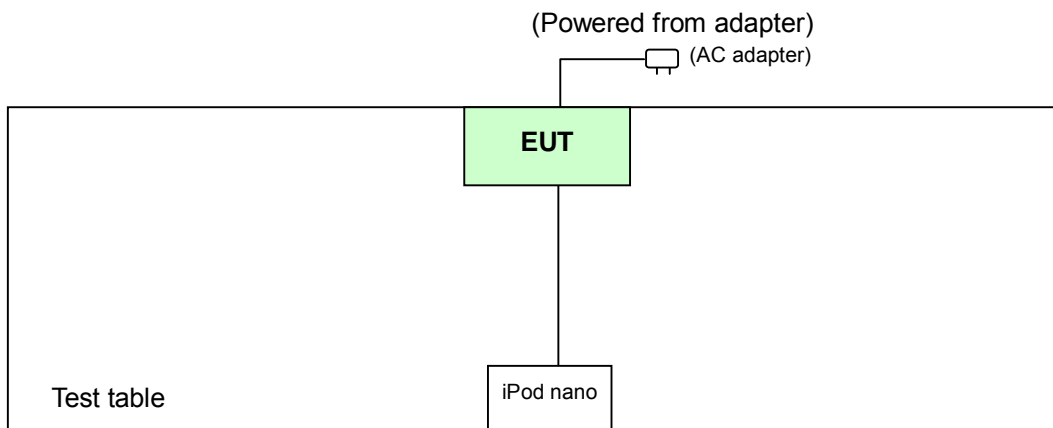 (Powered from adapter)
(AC adapter)
EUT
iPod nano
Test table